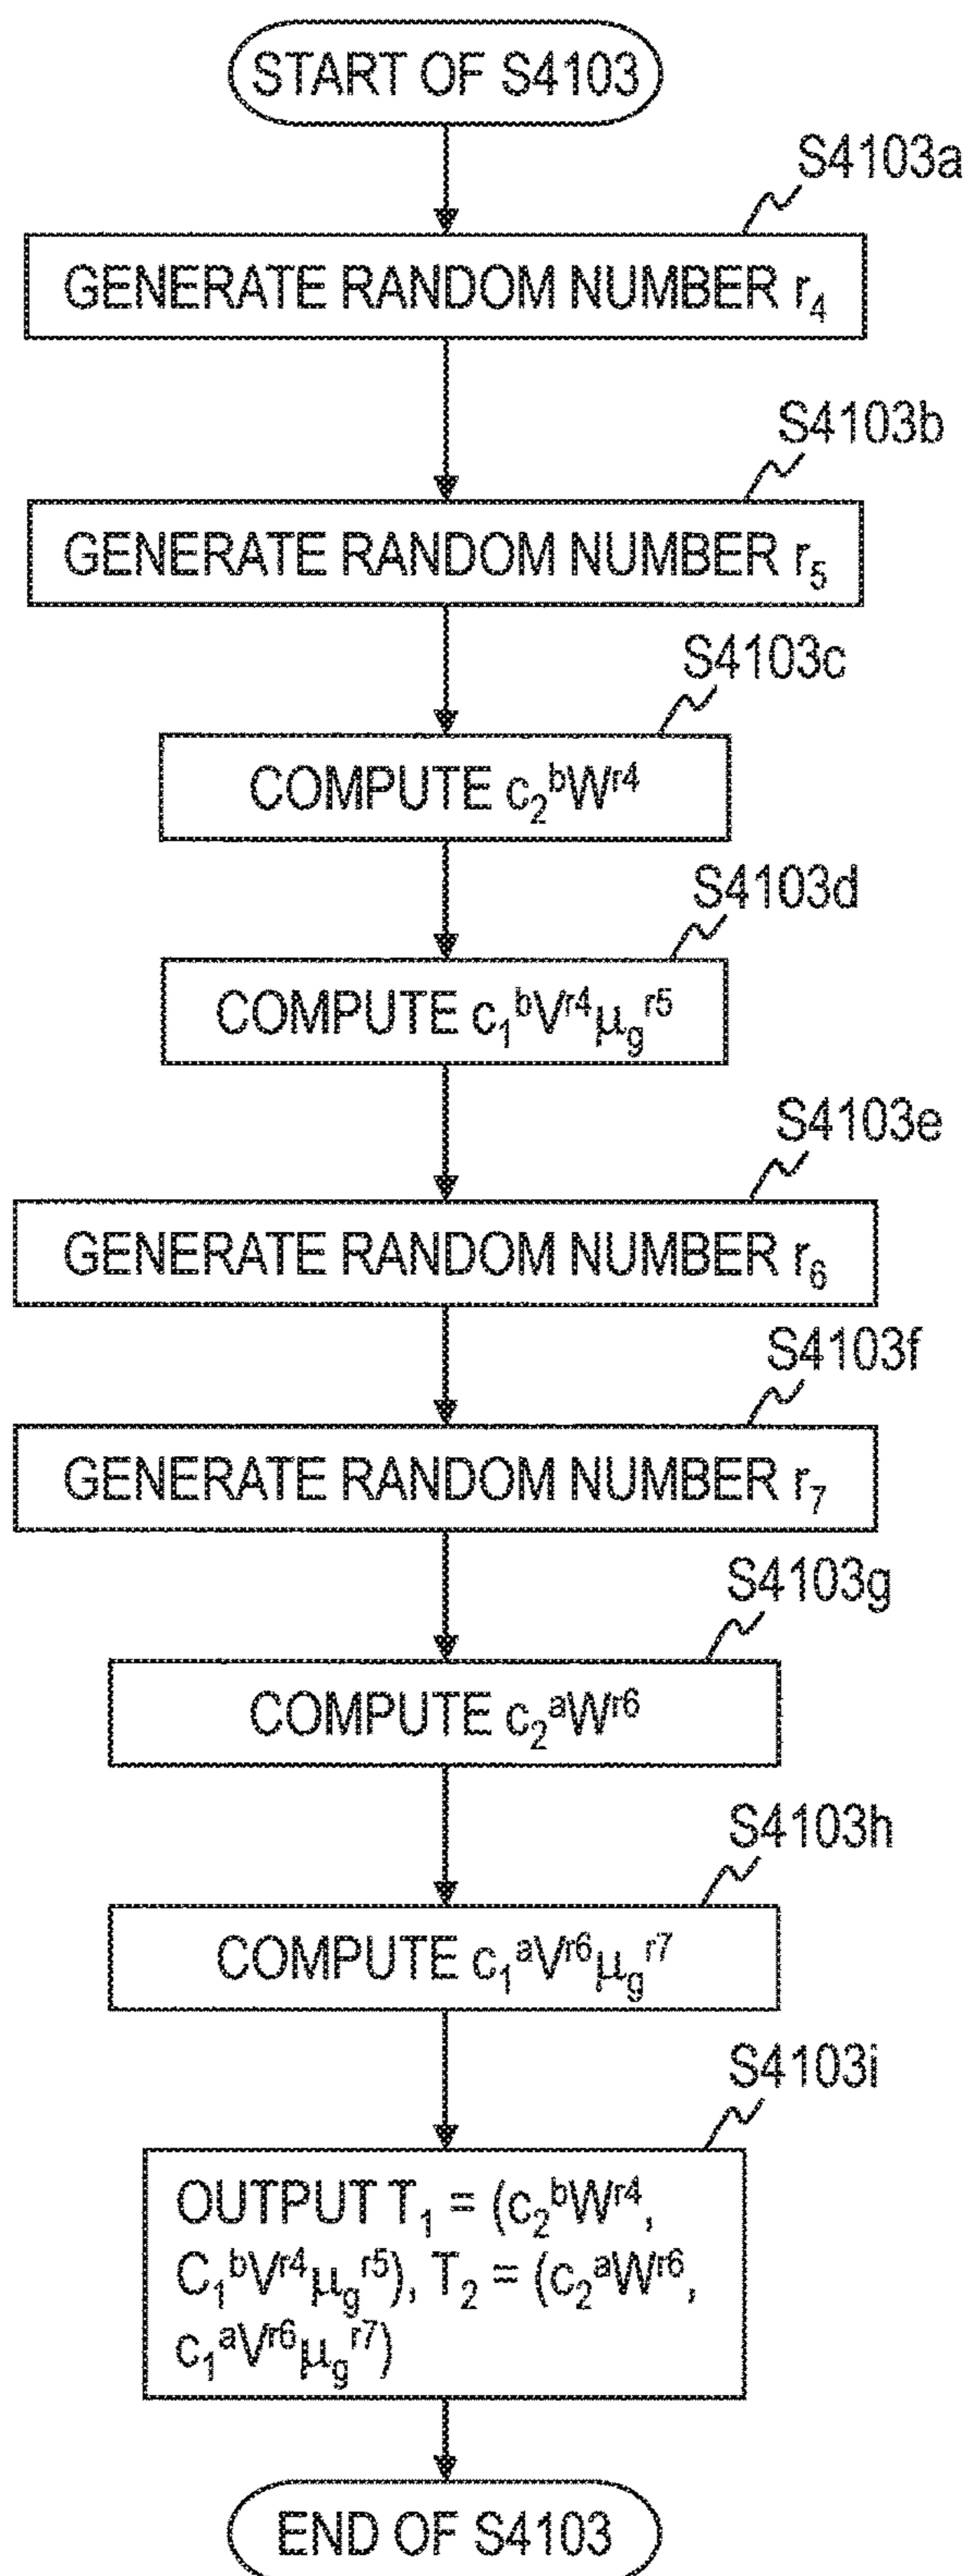 START OF S4103
S4103a
GENERATE RANDOM NUMBER r₄
S4103b
GENERATE RANDOM NUMBER r₅
S4103c
COMPUTE c₂ᵇWʳ⁴
S4103d
COMPUTE c₁ᵇVʳ⁴μgʳ⁵
S4103e
GENERATE RANDOM NUMBER r₆
S4103f
GENERATE RANDOM NUMBER r₇
S4103g
COMPUTE c₂ᵃWʳ⁶
S4103h
COMPUTE c₁ᵃVʳ⁶μgʳ⁷
S4103i
OUTPUT T₁ = (c₂ᵇWʳ⁴,
C₁ᵇVʳ⁴μgʳ⁵), T₂ = (c₂ᵃWʳ⁶,
c₁ᵃVʳ⁶μgʳ⁷)
END OF S4103